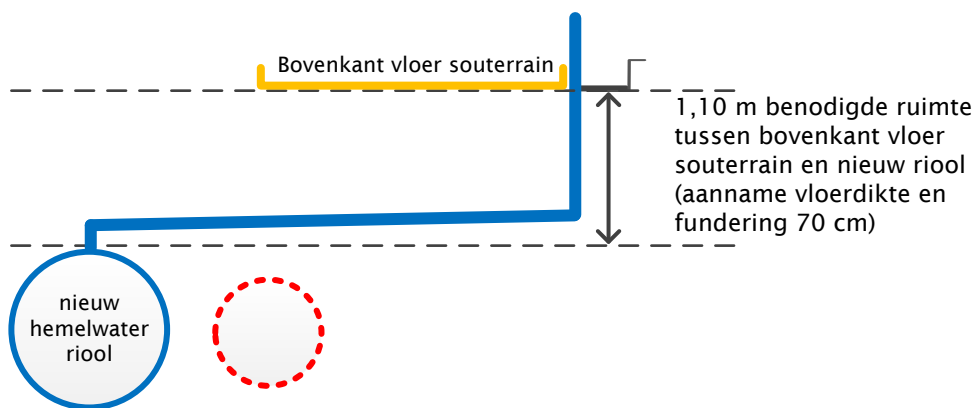 Bovenkant vloer souterrain
1,10 m benodigde ruimte
tussen bovenkant vloer
souterrain en nieuw riool
(aanname vloerdikte en
fundering 70 cm)
nieuw
hemelwater
riool